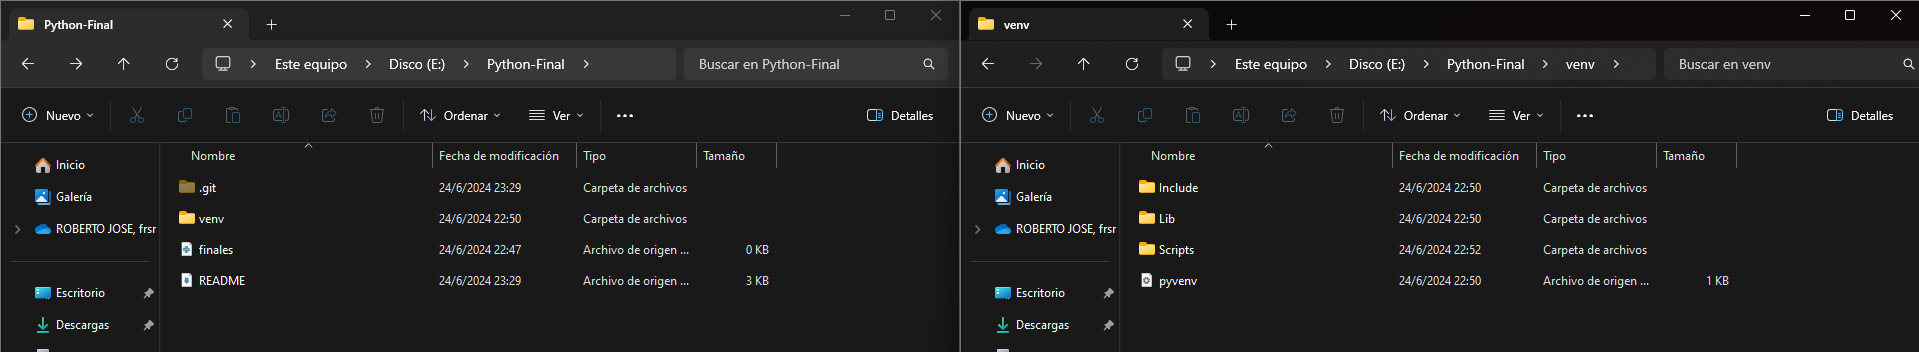 Python-Final
Este equipo Disco (E:) Python-Final Buscar en Python-Final
Nuevo Ordenar Ver ... Detalles
Nombre Fecha de modificación Tipo Tamaño
Inicio
Galería
ROBERTO JOSE, frsr
Escritorio
Descargas
.git 24/6/2024 23:29 Carpeta de archivos
venv 24/6/2024 22:50 Carpeta de archivos
finales 24/6/2024 22:47 Archivo de origen ... 0 KB
README 24/6/2024 23:29 Archivo de origen ... 3 KB
venv
Este equipo Disco (E:) Python-Final venv Buscar en venv
Nuevo Ordenar Ver ... Detalles
Nombre Fecha de modificación Tipo Tamaño
Inicio
Galería
ROBERTO JOSE, frsr
Escritorio
Descargas
Include 24/6/2024 22:50 Carpeta de archivos
Lib 24/6/2024 22:50 Carpeta de archivos
Scripts 24/6/2024 22:52 Carpeta de archivos
pyvenv 24/6/2024 22:50 Archivo de origen ... 1 KB